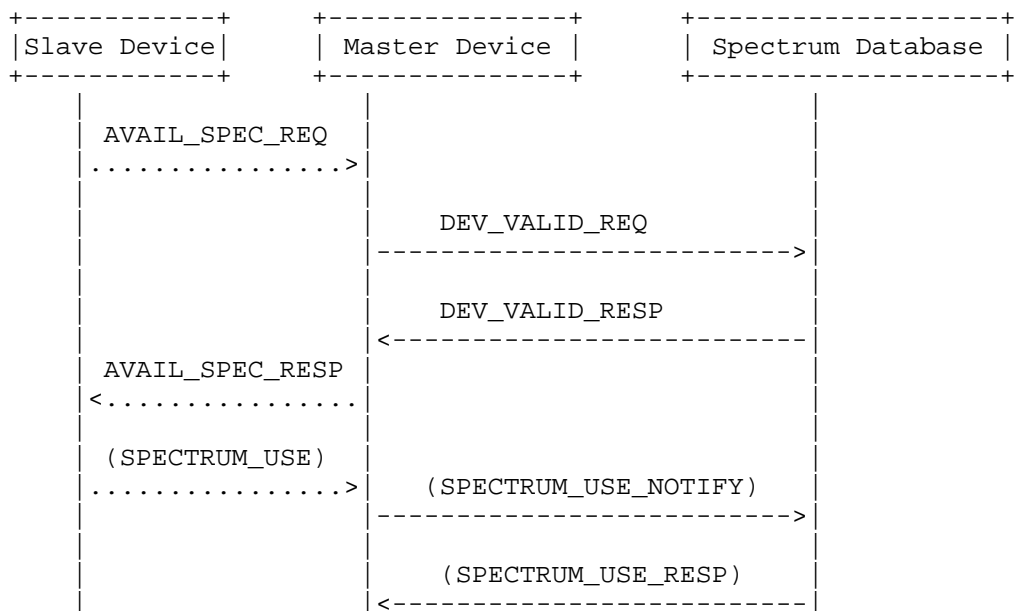 Slave Device Master Device Spectrum Database
AVAIL_SPEC_REQ
DEV_VALID_REQ
DEV_VALID_RESP
AVAIL_SPEC_RESP
(SPECTRUM_USE)
(SPECTRUM_USE_NOTIFY)
(SPECTRUM_USE_RESP)